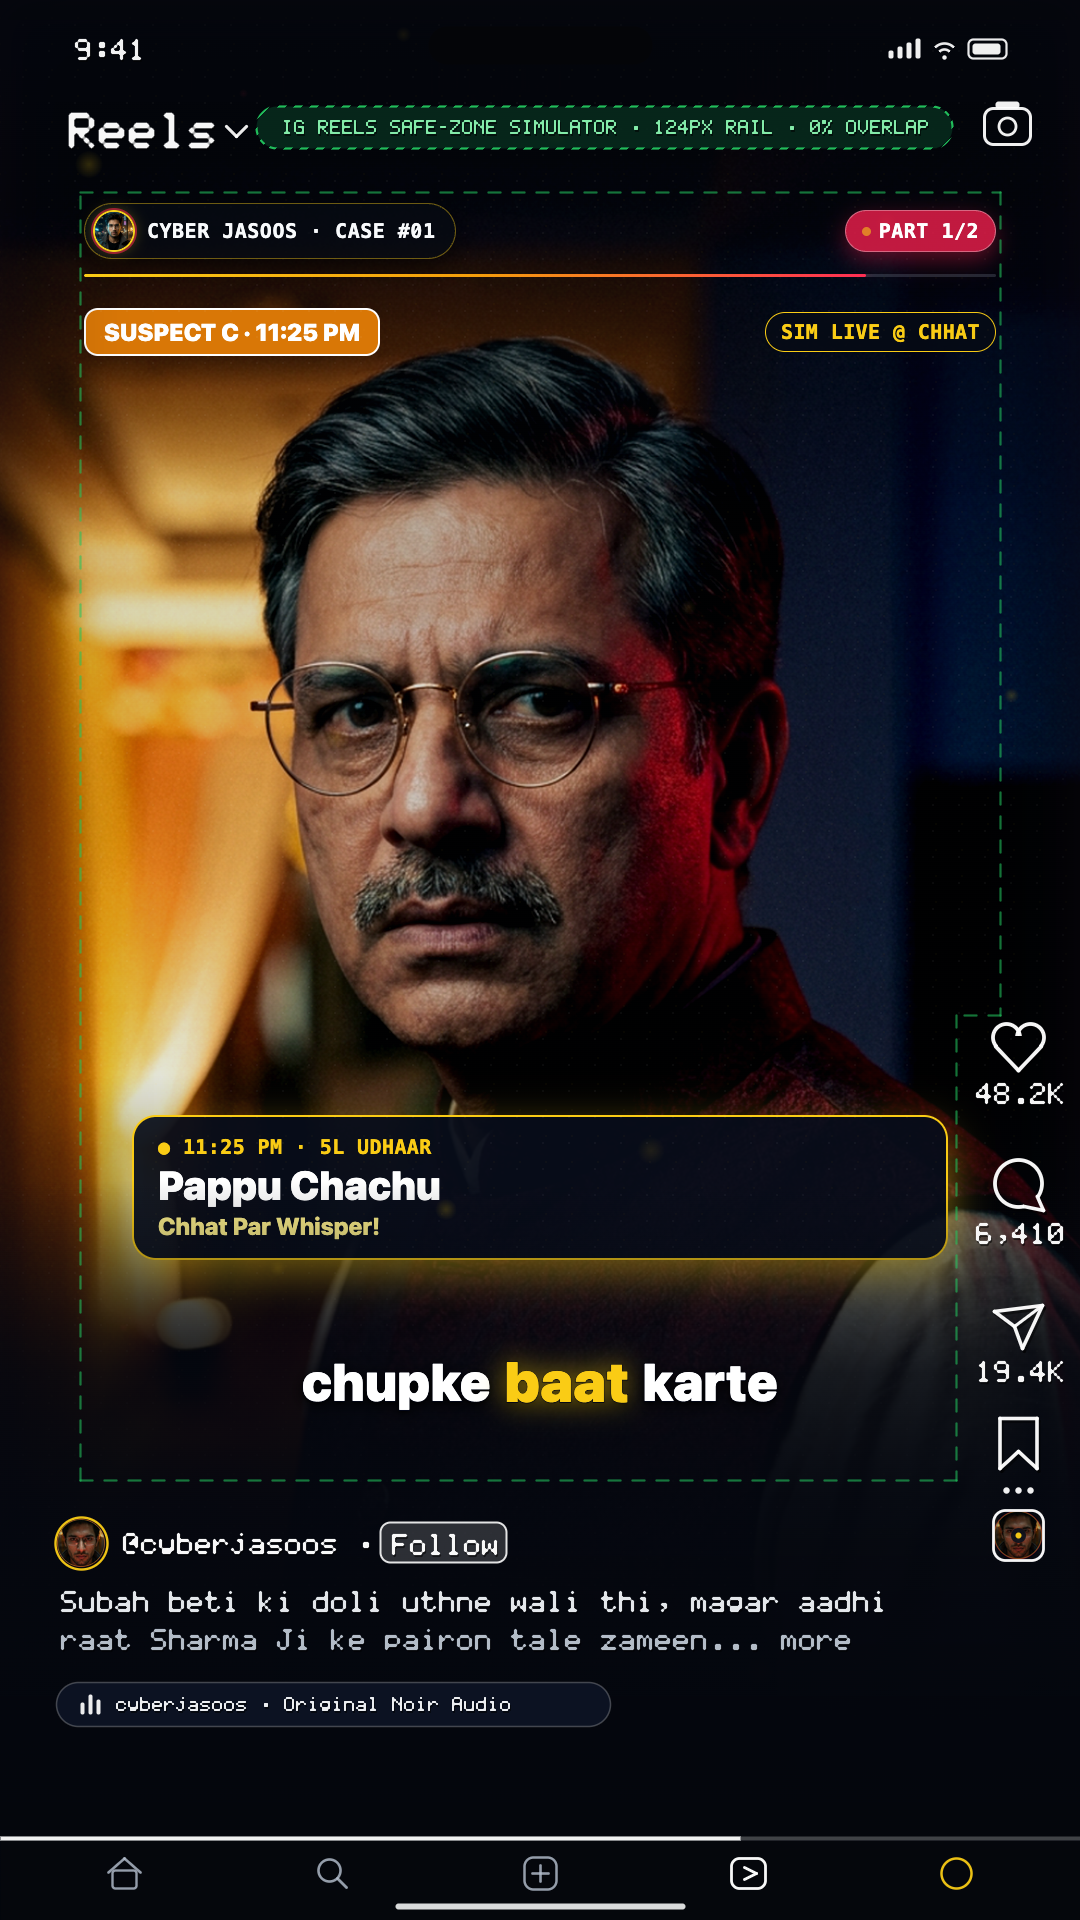 9:41
Reels
IG REELS SAFE-ZONE SIMULATOR · 124PX RAIL · 0% OVERLAP
CYBER JASOOS · CASE #01
PART 1/2
SUSPECT C · 11:25 PM
SIM LIVE @ CHHAT
48.2K
11:25 PM · 5L UDHAAR
Pappu Chachu
Chhat Par Whisper!
6,410
19.4K
chupke baat karte
@cyberjasoos · Follow
Subah beti ki doli uthne wali thi, magar aadhi
raat Sharma Ji ke pairon tale zameen... more
cyberjasoos · Original Noir Audio